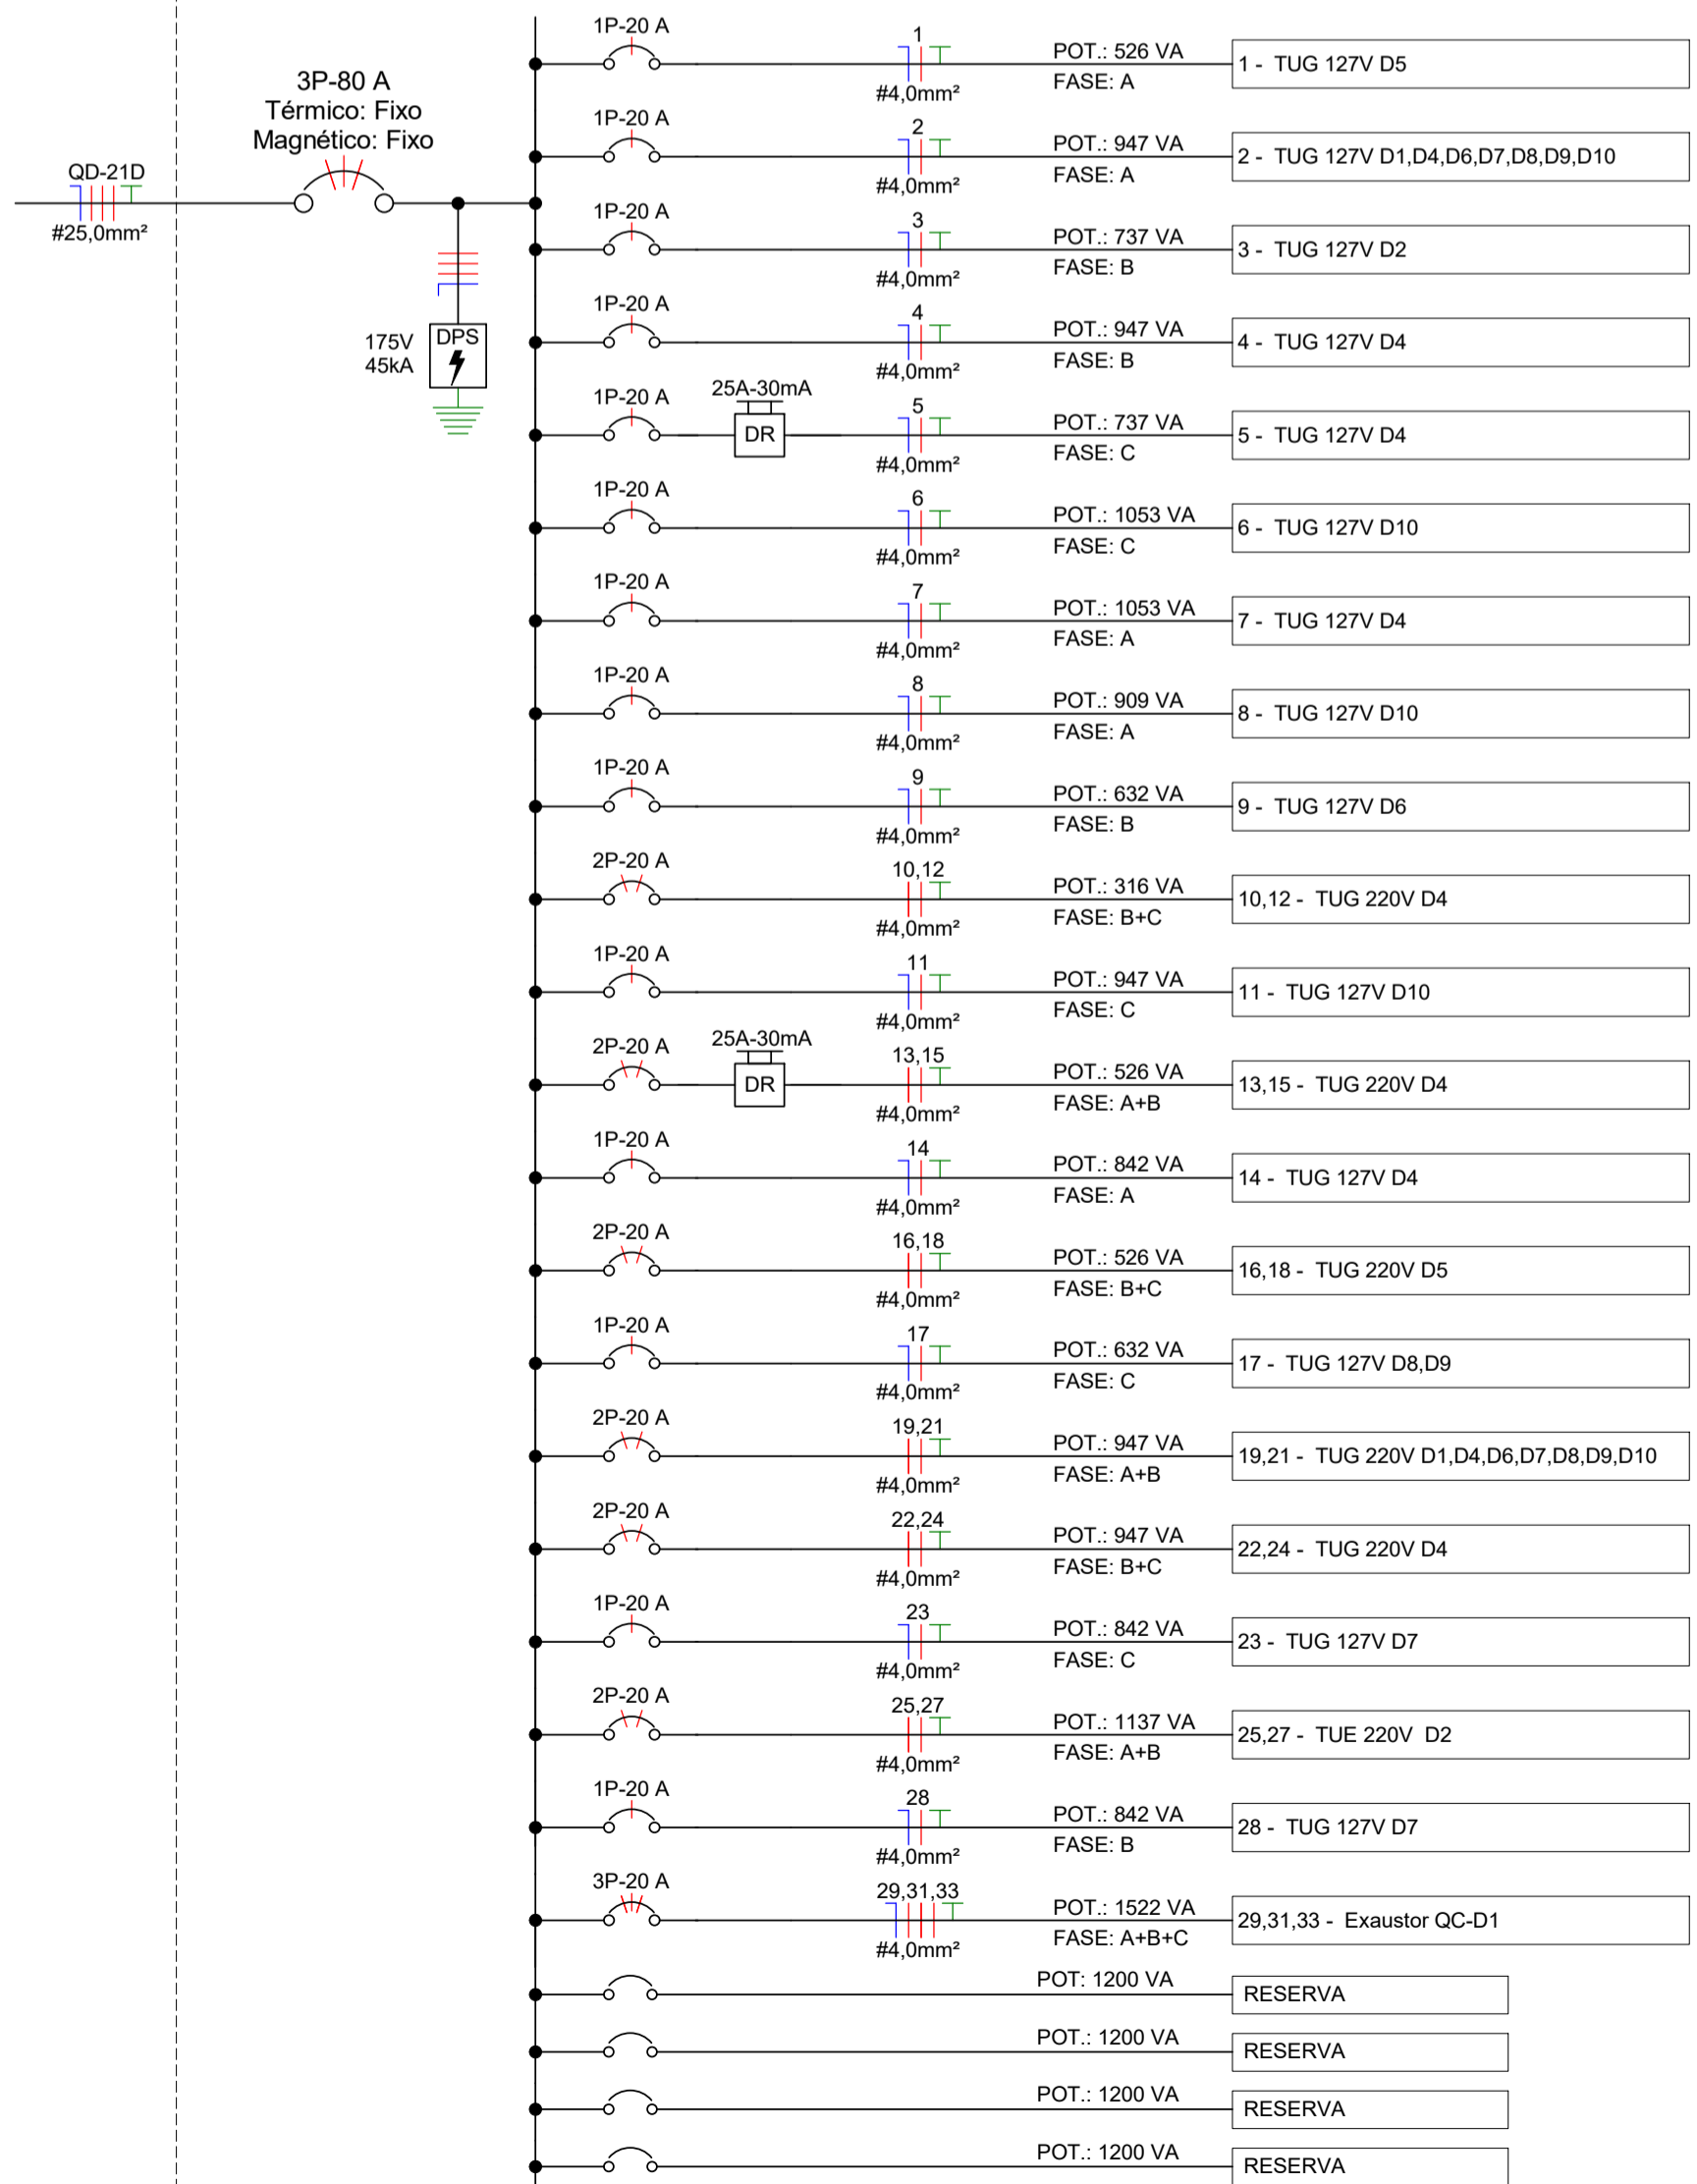 QD-21D
#25,0mm²
3P-80 A
Térmico: Fixo
Magnético: Fixo
175V
45kA
DPS
1P-20 A
1
#4,0mm²
POT.: 526 VA
FASE: A
1 - TUG 127V D5
1P-20 A
2
#4,0mm²
POT.: 947 VA
FASE: A
2 - TUG 127V D1,D4,D6,D7,D8,D9,D10
1P-20 A
3
#4,0mm²
POT.: 737 VA
FASE: B
3 - TUG 127V D2
1P-20 A
4
#4,0mm²
POT.: 947 VA
FASE: B
4 - TUG 127V D4
1P-20 A
25A-30mA
DR
5
#4,0mm²
POT.: 737 VA
FASE: C
5 - TUG 127V D4
1P-20 A
6
#4,0mm²
POT.: 1053 VA
FASE: C
6 - TUG 127V D10
1P-20 A
7
#4,0mm²
POT.: 1053 VA
FASE: A
7 - TUG 127V D4
1P-20 A
8
#4,0mm²
POT.: 909 VA
FASE: A
8 - TUG 127V D10
1P-20 A
9
#4,0mm²
POT.: 632 VA
FASE: B
9 - TUG 127V D6
2P-20 A
10,12
#4,0mm²
POT.: 316 VA
FASE: B+C
10,12 - TUG 220V D4
1P-20 A
11
#4,0mm²
POT.: 947 VA
FASE: C
11 - TUG 127V D10
2P-20 A
25A-30mA
DR
13,15
#4,0mm²
POT.: 526 VA
FASE: A+B
13,15 - TUG 220V D4
1P-20 A
14
#4,0mm²
POT.: 842 VA
FASE: A
14 - TUG 127V D4
2P-20 A
16,18
#4,0mm²
POT.: 526 VA
FASE: B+C
16,18 - TUG 220V D5
1P-20 A
17
#4,0mm²
POT.: 632 VA
FASE: C
17 - TUG 127V D8,D9
2P-20 A
19,21
#4,0mm²
POT.: 947 VA
FASE: A+B
19,21 - TUG 220V D1,D4,D6,D7,D8,D9,D10
2P-20 A
22,24
#4,0mm²
POT.: 947 VA
FASE: B+C
22,24 - TUG 220V D4
1P-20 A
23
#4,0mm²
POT.: 842 VA
FASE: C
23 - TUG 127V D7
2P-20 A
25,27
#4,0mm²
POT.: 1137 VA
FASE: A+B
25,27 - TUE 220V D2
1P-20 A
28
#4,0mm²
POT.: 842 VA
FASE: B
28 - TUG 127V D7
3P-20 A
29,31,33
#4,0mm²
POT.: 1522 VA
FASE: A+B+C
29,31,33 - Exaustor QC-D1
POT: 1200 VA
RESERVA
POT.: 1200 VA
RESERVA
POT.: 1200 VA
RESERVA
POT.: 1200 VA
RESERVA